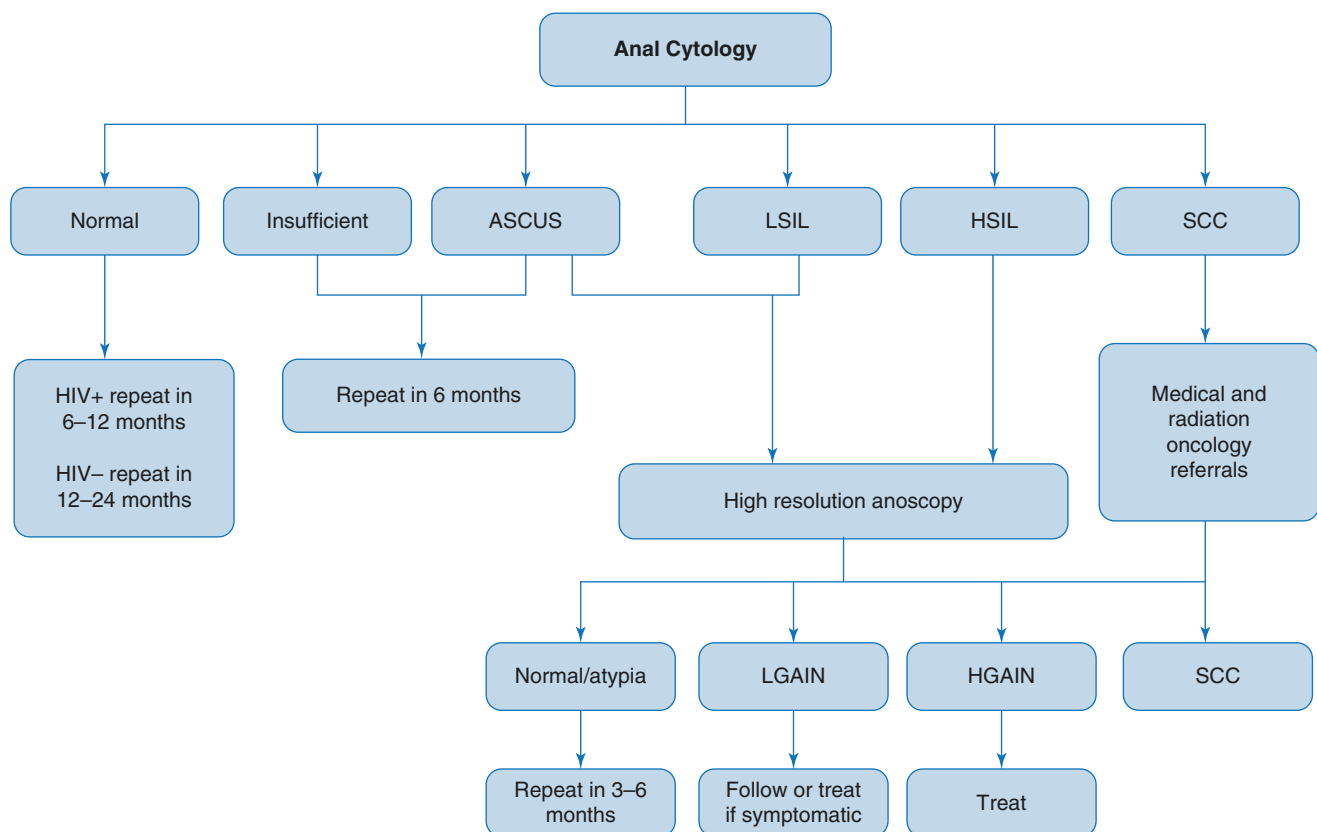 Anal Cytology
Normal
Insufficient
ASCUS
LSIL
HSIL
SCC
HIV+ repeat in
6–12 months
HIV– repeat in
12–24 months
Repeat in 6 months
Medical and
radiation
oncology
referrals
High resolution anoscopy
Normal/atypia
LGAIN
HGAIN
SCC
Repeat in 3–6
months
Follow or treat
if symptomatic
Treat